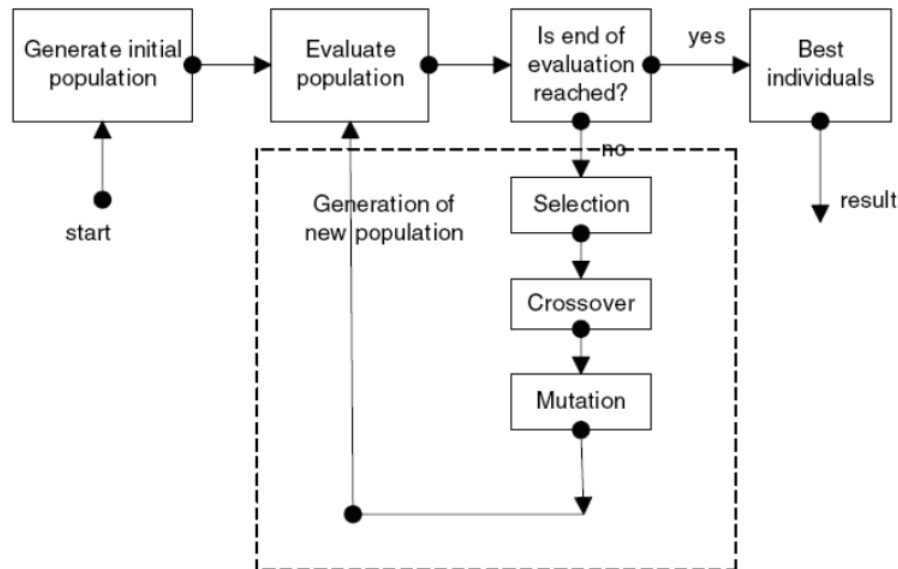 Generate initial
population
Evaluate
population
Is end of
evaluation
reached?
yes
Best
individuals
no
start
Generation of
new population
Selection
result
Crossover
Mutation